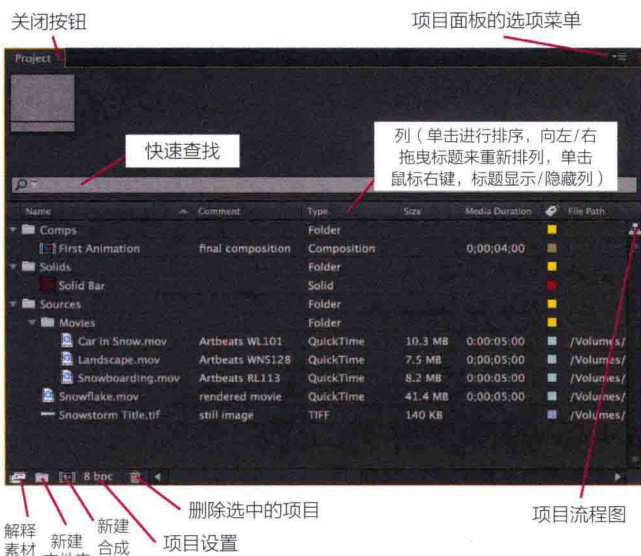 关闭按钮
项目面板的选项菜单
Project
快速查找
列（单击进行排序，向左/右
拖曳标题来重新排列，单击
鼠标右键，标题显示/隐藏列）
Name Comment Type Size Media Duration File Path
Comps Folder
First Animation final composition Composition 0;00;04;00
Solids Folder
Solid Bar Solid
Sources Folder
Movies Folder
Car in Snow.mov Artbeats WL101 QuickTime 10.3 MB 0:00:05:00 /Volumes/
Landscape.mov Artbeats WNS128 QuickTime 7.5 MB 0;00;05;00 /Volumes/
Snowboarding.mov Artbeats RL113 QuickTime 8.2 MB 0:00:05:00 /Volumes/
Snowflake.mov rendered movie QuickTime 41.4 MB 0;00;05;00 /Volumes/
Snowstorm Title.tif still image TIFF 140 KB /Volumes/
8 bpc
删除选中的项目
项目流程图
解释
素材
新建
新建
合成
项目设置